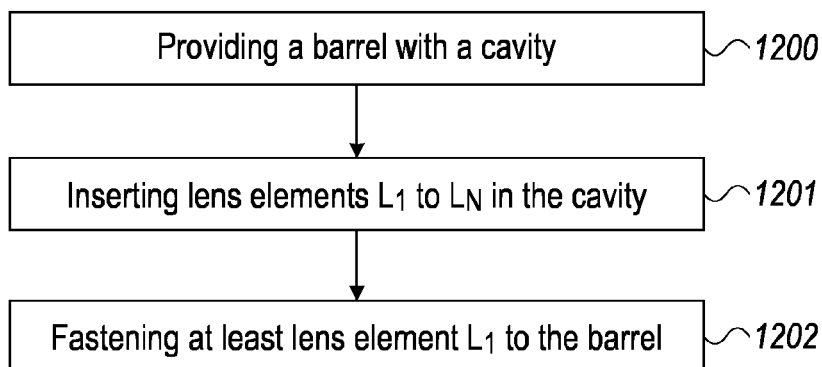 Providing a barrel with a cavity 1200
Inserting lens elements L1 to LN in the cavity 1201
Fastening at least lens element L1 to the barrel 1202